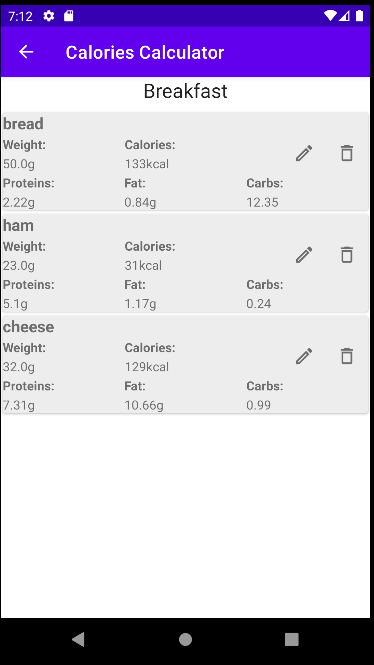 7:12
Calories Calculator
Breakfast
bread
Weight: Calories:
50.0g 133kcal
Proteins: Fat: Carbs:
2.22g 0.84g 12.35
ham
Weight: Calories:
23.0g 31kcal
Proteins: Fat: Carbs:
5.1g 1.17g 0.24
cheese
Weight: Calories:
32.0g 129kcal
Proteins: Fat: Carbs:
7.31g 10.66g 0.99